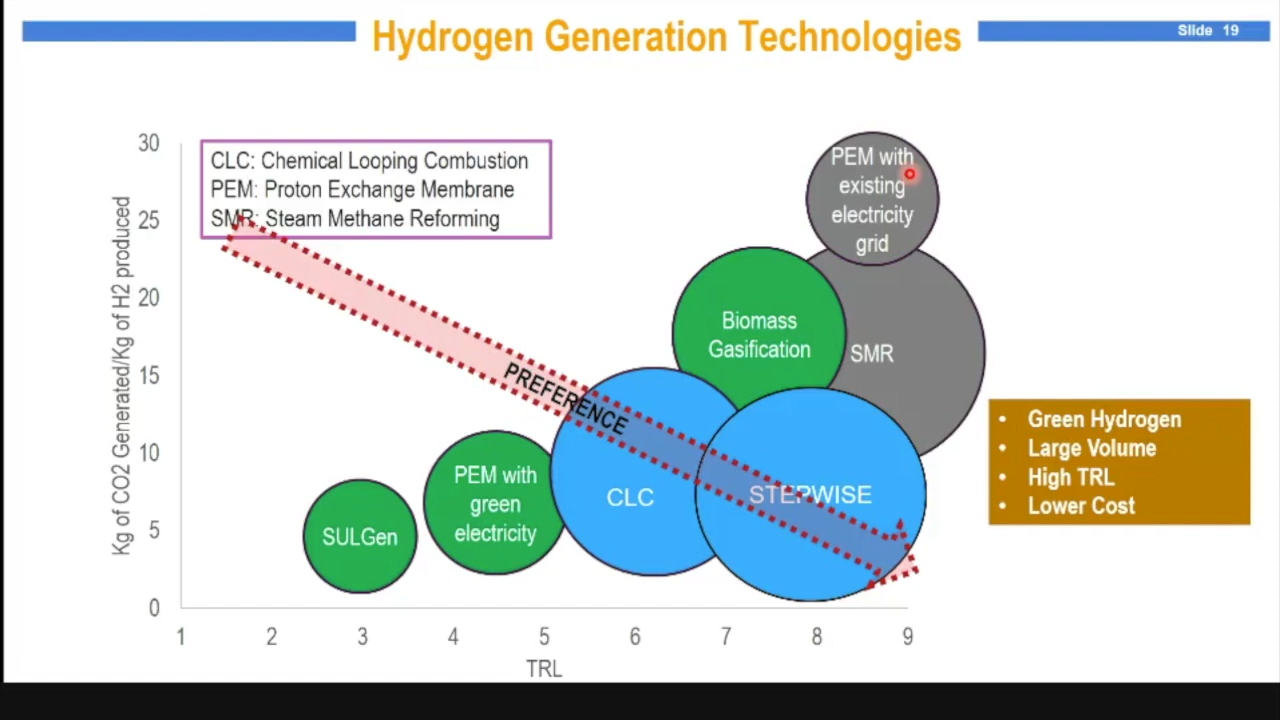 Hydrogen Generation Technologies
Slide 19
30
25
20
15
10
5
0
Kg of CO2 Generated/Kg of H2 produced
CLC: Chemical Looping Combustion
PEM: Proton Exchange Membrane
SMR: Steam Methane Reforming
PREFERENCE
PEM with
existing
electricity
grid
Biomass
Gasification
SMR
PEM with
green
electricity
CLC
STEPWISE
SULGen
• Green Hydrogen
• Large Volume
• High TRL
• Lower Cost
1 2 3 4 5 6 7 8 9
TRL